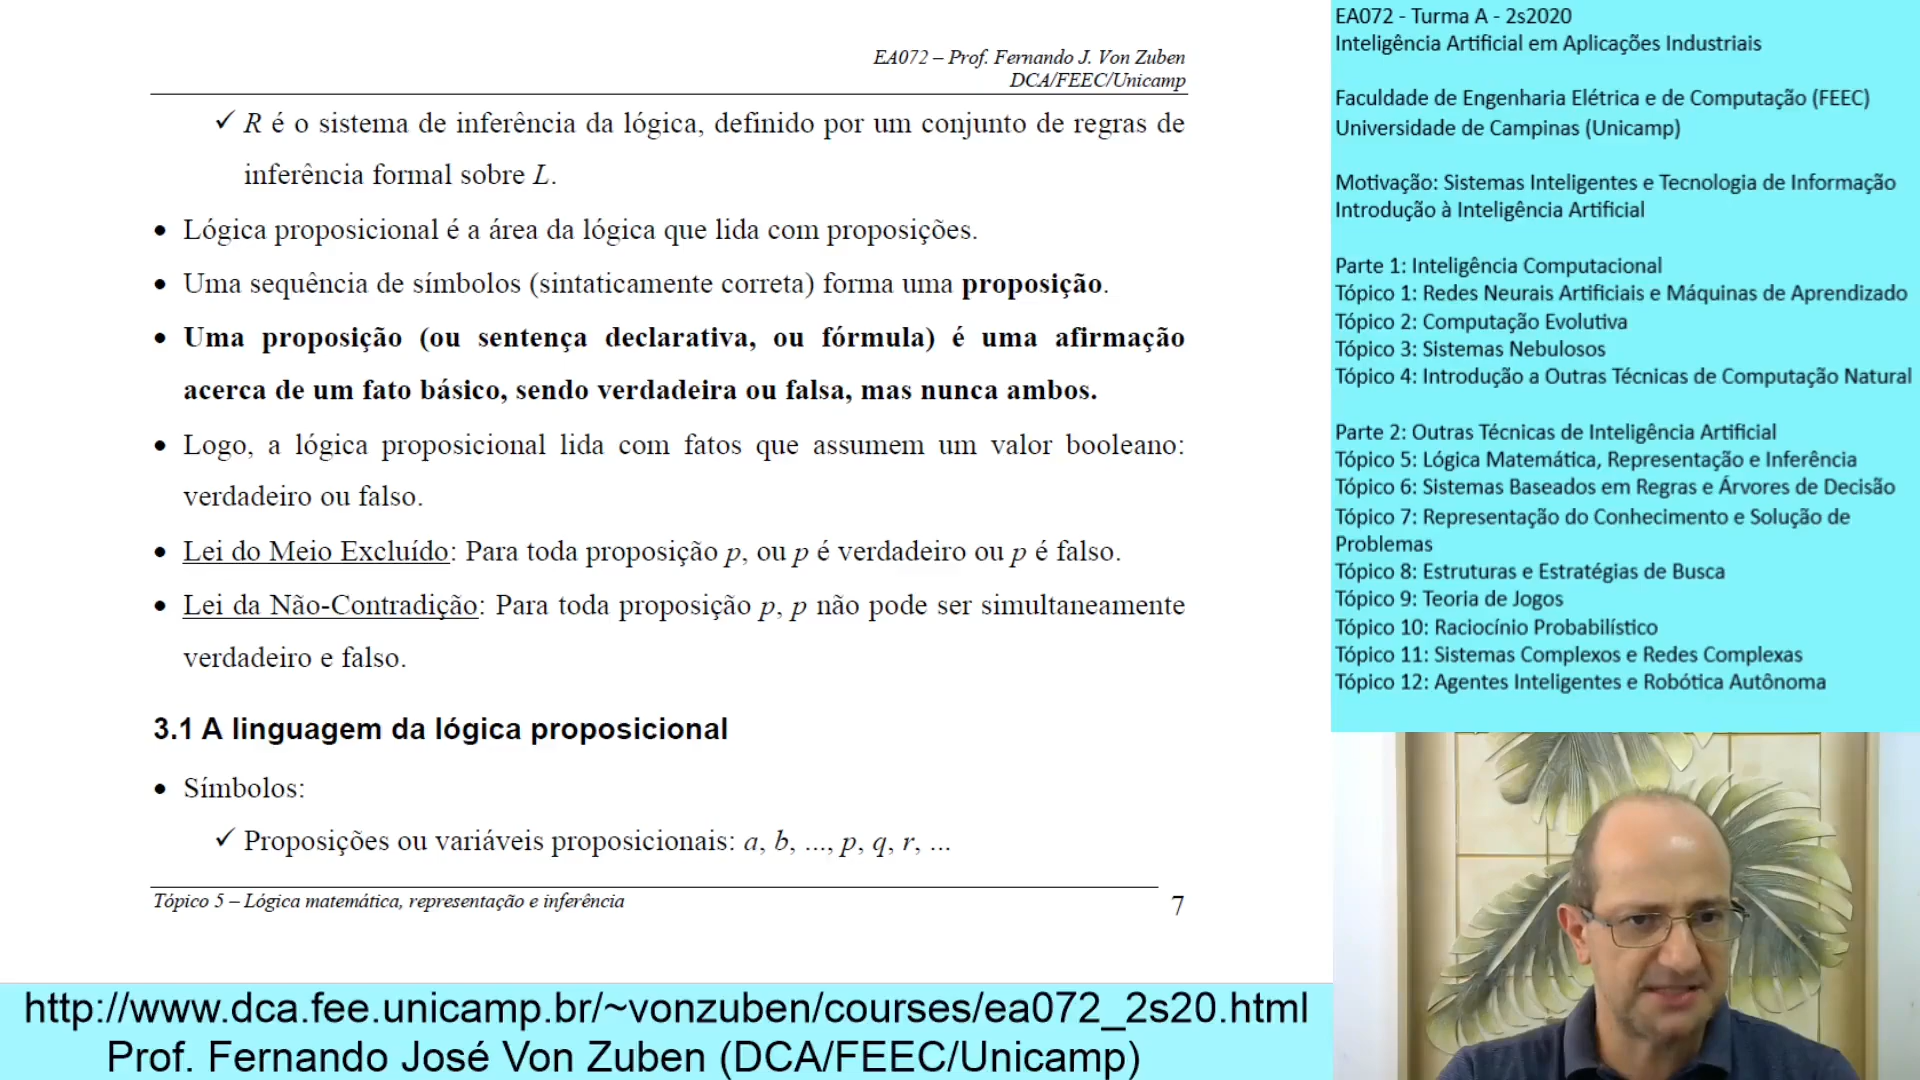 EA072 – Prof. Fernando J. Von Zuben
DCA/FEEC/Unicamp
✓ R é o sistema de inferência da lógica, definido por um conjunto de regras de
inferência formal sobre L.
• Lógica proposicional é a área da lógica que lida com proposições.
• Uma sequência de símbolos (sintaticamente correta) forma uma proposição.
• Uma proposição (ou sentença declarativa, ou fórmula) é uma afirmação
acerca de um fato básico, sendo verdadeira ou falsa, mas nunca ambos.
• Logo, a lógica proposicional lida com fatos que assumem um valor booleano:
verdadeiro ou falso.
• Lei do Meio Excluído: Para toda proposição p, ou p é verdadeiro ou p é falso.
• Lei da Não-Contradição: Para toda proposição p, p não pode ser simultaneamente
verdadeiro e falso.
3.1 A linguagem da lógica proposicional
• Símbolos:
✓ Proposições ou variáveis proposicionais: a, b, ..., p, q, r, ...
Tópico 5 – Lógica matemática, representação e inferência
7
EA072 - Turma A - 2s2020
Inteligência Artificial em Aplicações Industriais
Faculdade de Engenharia Elétrica e de Computação (FEEC)
Universidade de Campinas (Unicamp)
Motivação: Sistemas Inteligentes e Tecnologia de Informação
Introdução à Inteligência Artificial
Parte 1: Inteligência Computacional
Tópico 1: Redes Neurais Artificiais e Máquinas de Aprendizado
Tópico 2: Computação Evolutiva
Tópico 3: Sistemas Nebulosos
Tópico 4: Introdução a Outras Técnicas de Computação Natural
Parte 2: Outras Técnicas de Inteligência Artificial
Tópico 5: Lógica Matemática, Representação e Inferência
Tópico 6: Sistemas Baseados em Regras e Árvores de Decisão
Tópico 7: Representação do Conhecimento e Solução de
Problemas
Tópico 8: Estruturas e Estratégias de Busca
Tópico 9: Teoria de Jogos
Tópico 10: Raciocínio Probabilístico
Tópico 11: Sistemas Complexos e Redes Complexas
Tópico 12: Agentes Inteligentes e Robótica Autônoma
http://www.dca.fee.unicamp.br/~vonzuben/courses/ea072_2s20.html
Prof. Fernando José Von Zuben (DCA/FEEC/Unicamp)